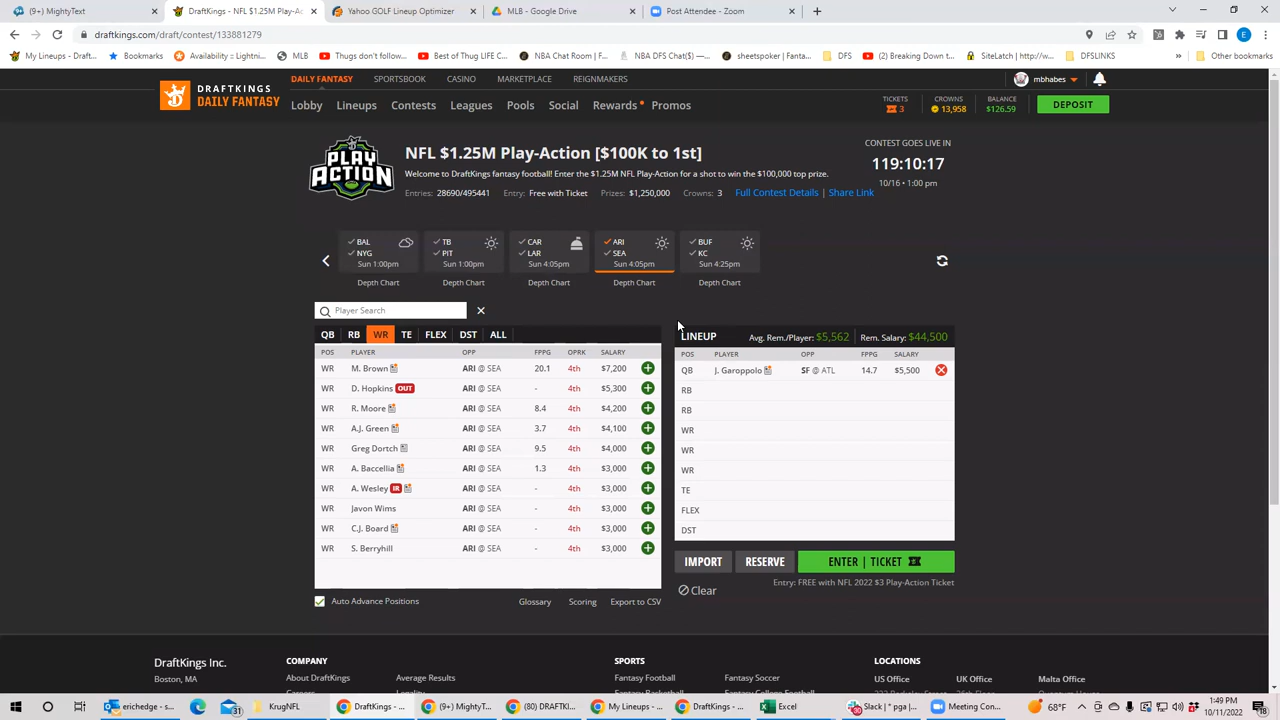 MightyText
DraftKings - NFL $1.25M Play-A
Yahoo GOLF Lineup Optimizer
MLB - Google Drive
Post Attendee - Zoom
draftkings.com/draft/contest/133881279
My Lineups - Draft...
Bookmarks
Availability :: Lightni...
MLB
Thugs don't follow...
Best of Thug LIFE C...
NBA Chat Room | N...
NBA DFS Chat($) —...
sheetspoker | Fanta...
DFS
(2) Breaking Down t...
SiteLatch | http://w...
DFSLINKS
Other bookmarks
DRAFTKINGS
DAILY FANTASY
DAILY FANTASY
SPORTSBOOK
CASINO
MARKETPLACE
REIGNMAKERS
mbhabes
Lobby
Lineups
Contests
Leagues
Pools
Social
Rewards
Promos
TICKETS
3
CROWNS
13,958
BALANCE
$126.59
DEPOSIT
PLAY
ACTION
NFL $1.25M Play-Action [$100K to 1st]
Welcome to DraftKings fantasy football! Enter the $1.25M NFL Play-Action for a shot to win the $100,000 top prize.
Entries: 28690/495441 Entry: Free with Ticket Prizes: $1,250,000 Crowns: 3 Full Contest Details | Share Link
CONTEST GOES LIVE IN
119:10:17
10/16 • 1:00 pm
BAL
NYG
Sun 1:00pm
Depth Chart
TB
PIT
Sun 1:00pm
Depth Chart
CAR
LAR
Sun 4:05pm
Depth Chart
ARI
SEA
Sun 4:05pm
Depth Chart
BUF
KC
Sun 4:25pm
Depth Chart
Player Search
QB RB WR TE FLEX DST ALL
POS PLAYER OPP FPPG OPRK SALARY
WR M. Brown ARI @ SEA 20.1 4th $7,200
WR D. Hopkins OUT ARI @ SEA - 4th $5,300
WR R. Moore ARI @ SEA 8.4 4th $4,200
WR A.J. Green ARI @ SEA 3.7 4th $4,100
WR Greg Dortch ARI @ SEA 9.5 4th $4,000
WR A. Baccellia ARI @ SEA 1.3 4th $3,000
WR A. Wesley IR ARI @ SEA - 4th $3,000
WR Javon Wims ARI @ SEA - 4th $3,000
WR C.J. Board ARI @ SEA - 4th $3,000
WR S. Berryhill ARI @ SEA - 4th $3,000
Auto Advance Positions
Glossary
Scoring
Export to CSV
LINEUP Avg. Rem./Player: $5,562 Rem. Salary: $44,500
POS PLAYER OPP FPPG SALARY
QB J. Garoppolo SF @ ATL 14.7 $5,500
RB
RB
WR
WR
WR
TE
FLEX
DST
IMPORT
RESERVE
ENTER | TICKET
Entry: FREE with NFL 2022 $3 Play-Action Ticket
Clear
DraftKings Inc.
Boston, MA
COMPANY
About DraftKings
Average Results
SPORTS
Fantasy Football
Fantasy Soccer
LOCATIONS
US Office
UK Office
Malta Office
erichedge - s...
31
KrugNFL
DraftKings - ...
(9+) MightyT...
(80) DRAFTKI...
My Lineups - ...
DraftKings - ...
Excel
Slack | " pga |...
Meeting Con...
68°F
1:49 PM
10/11/2022
18